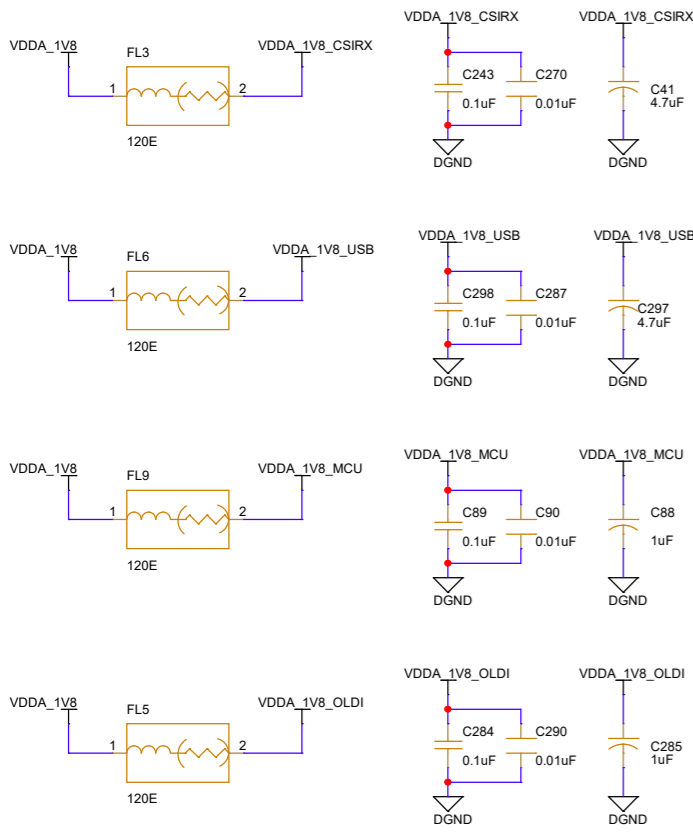 VDDA_1V8
FL3
VDDA_1V8_CSIRX
1
2
120E
VDDA_1V8_CSIRX
C243
0.1uF
C270
0.01uF
DGND
VDDA_1V8_CSIRX
C41
4.7uF
DGND
VDDA_1V8
FL6
VDDA_1V8_USB
1
2
120E
VDDA_1V8_USB
C298
0.1uF
C287
0.01uF
DGND
VDDA_1V8_USB
C297
4.7uF
DGND
VDDA_1V8
FL9
VDDA_1V8_MCU
1
2
120E
VDDA_1V8_MCU
C89
0.1uF
C90
0.01uF
DGND
VDDA_1V8_MCU
C88
1uF
DGND
VDDA_1V8
FL5
VDDA_1V8_OLDI
1
2
120E
VDDA_1V8_OLDI
C284
0.1uF
C290
0.01uF
DGND
VDDA_1V8_OLDI
C285
1uF
DGND